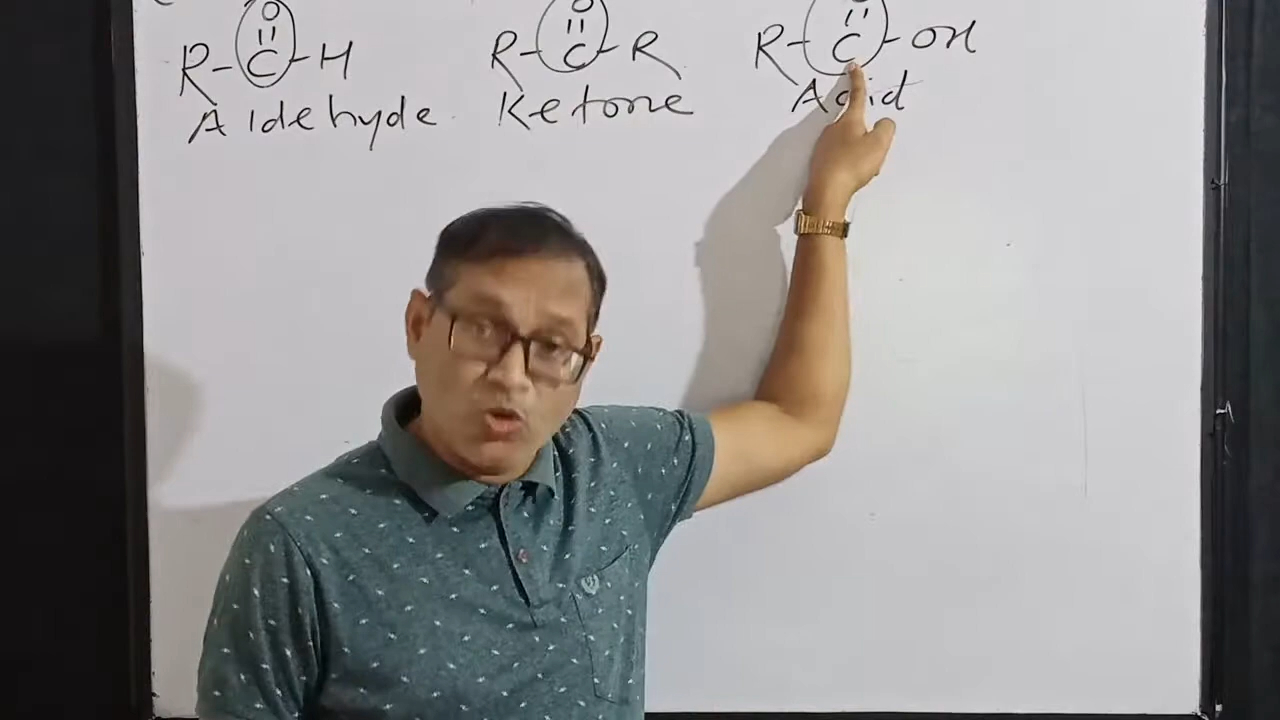 O O O
|| || ||
R-C-H R-C-R R-C-OH
Aldehyde Ketone Acid